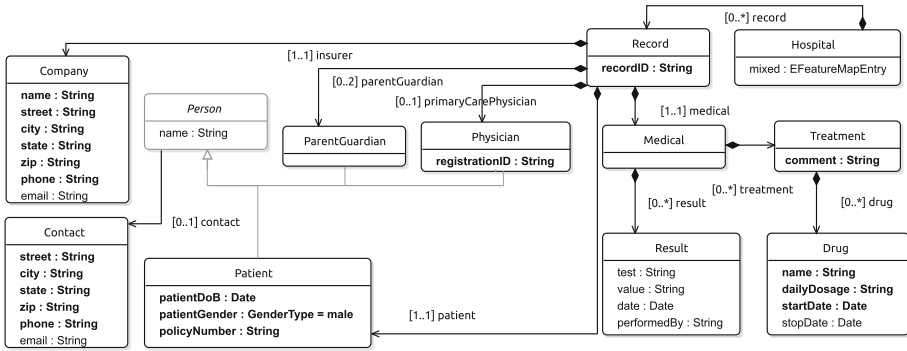 [0..*] record
Record
recordID : String
Hospital
mixed : EFeatureMapEntry
[1..1] insurer
Company
name : String
street : String
city : String
state : String
zip : String
phone : String
email : String
[0..2] parentGuardian
[0..1] primaryCarePhysician
Person
name : String
ParentGuardian
Physician
registrationID : String
[1..1] medical
Medical
Treatment
comment : String
[0..*] treatment
[0..*] result
[0..*] drug
[0..1] contact
Contact
street : String
city : String
state : String
zip : String
phone : String
email : String
Patient
patientDoB : Date
patientGender : GenderType = male
policyNumber : String
[1..1] patient
Result
test : String
value : String
date : Date
performedBy : String
Drug
name : String
dailyDosage : String
startDate : Date
stopDate : Date